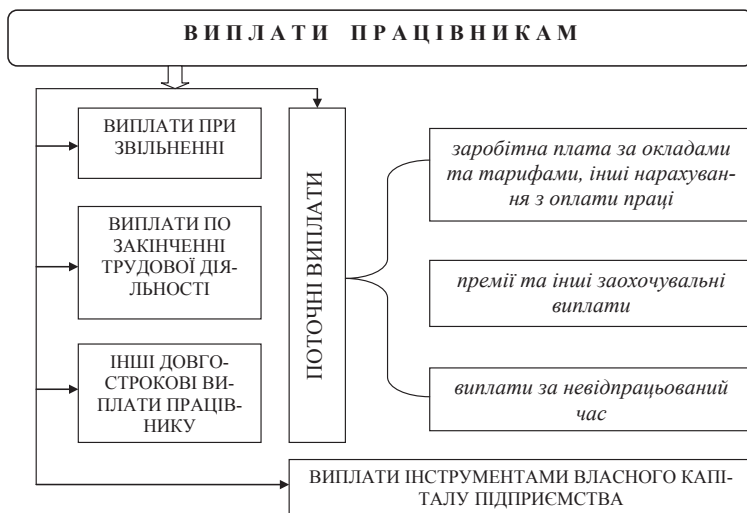 ВИПЛАТИ ПРАЦІВНИКАМ
ВИПЛАТИ ПРИ
ЗВІЛЬНЕННІ
ВИПЛАТИ ПО
ЗАКІНЧЕННІ
ТРУДОВОЇ ДІЯ-
ЛЬНОСТІ
ІНШІ ДОВГО-
СТРОКОВІ ВИ-
ПЛАТИ ПРАЦІВ-
НИКУ
ПОТОЧНІ ВИПЛАТИ
заробітна плата за окладами
та тарифами, інші нарахуван-
ня з оплати праці
премії та інші заохочувальні
виплати
виплати за невідпрацьований
час
ВИПЛАТИ ІНСТРУМЕНТАМИ ВЛАСНОГО КАПІ-
ТАЛУ ПІДПРИЄМСТВА